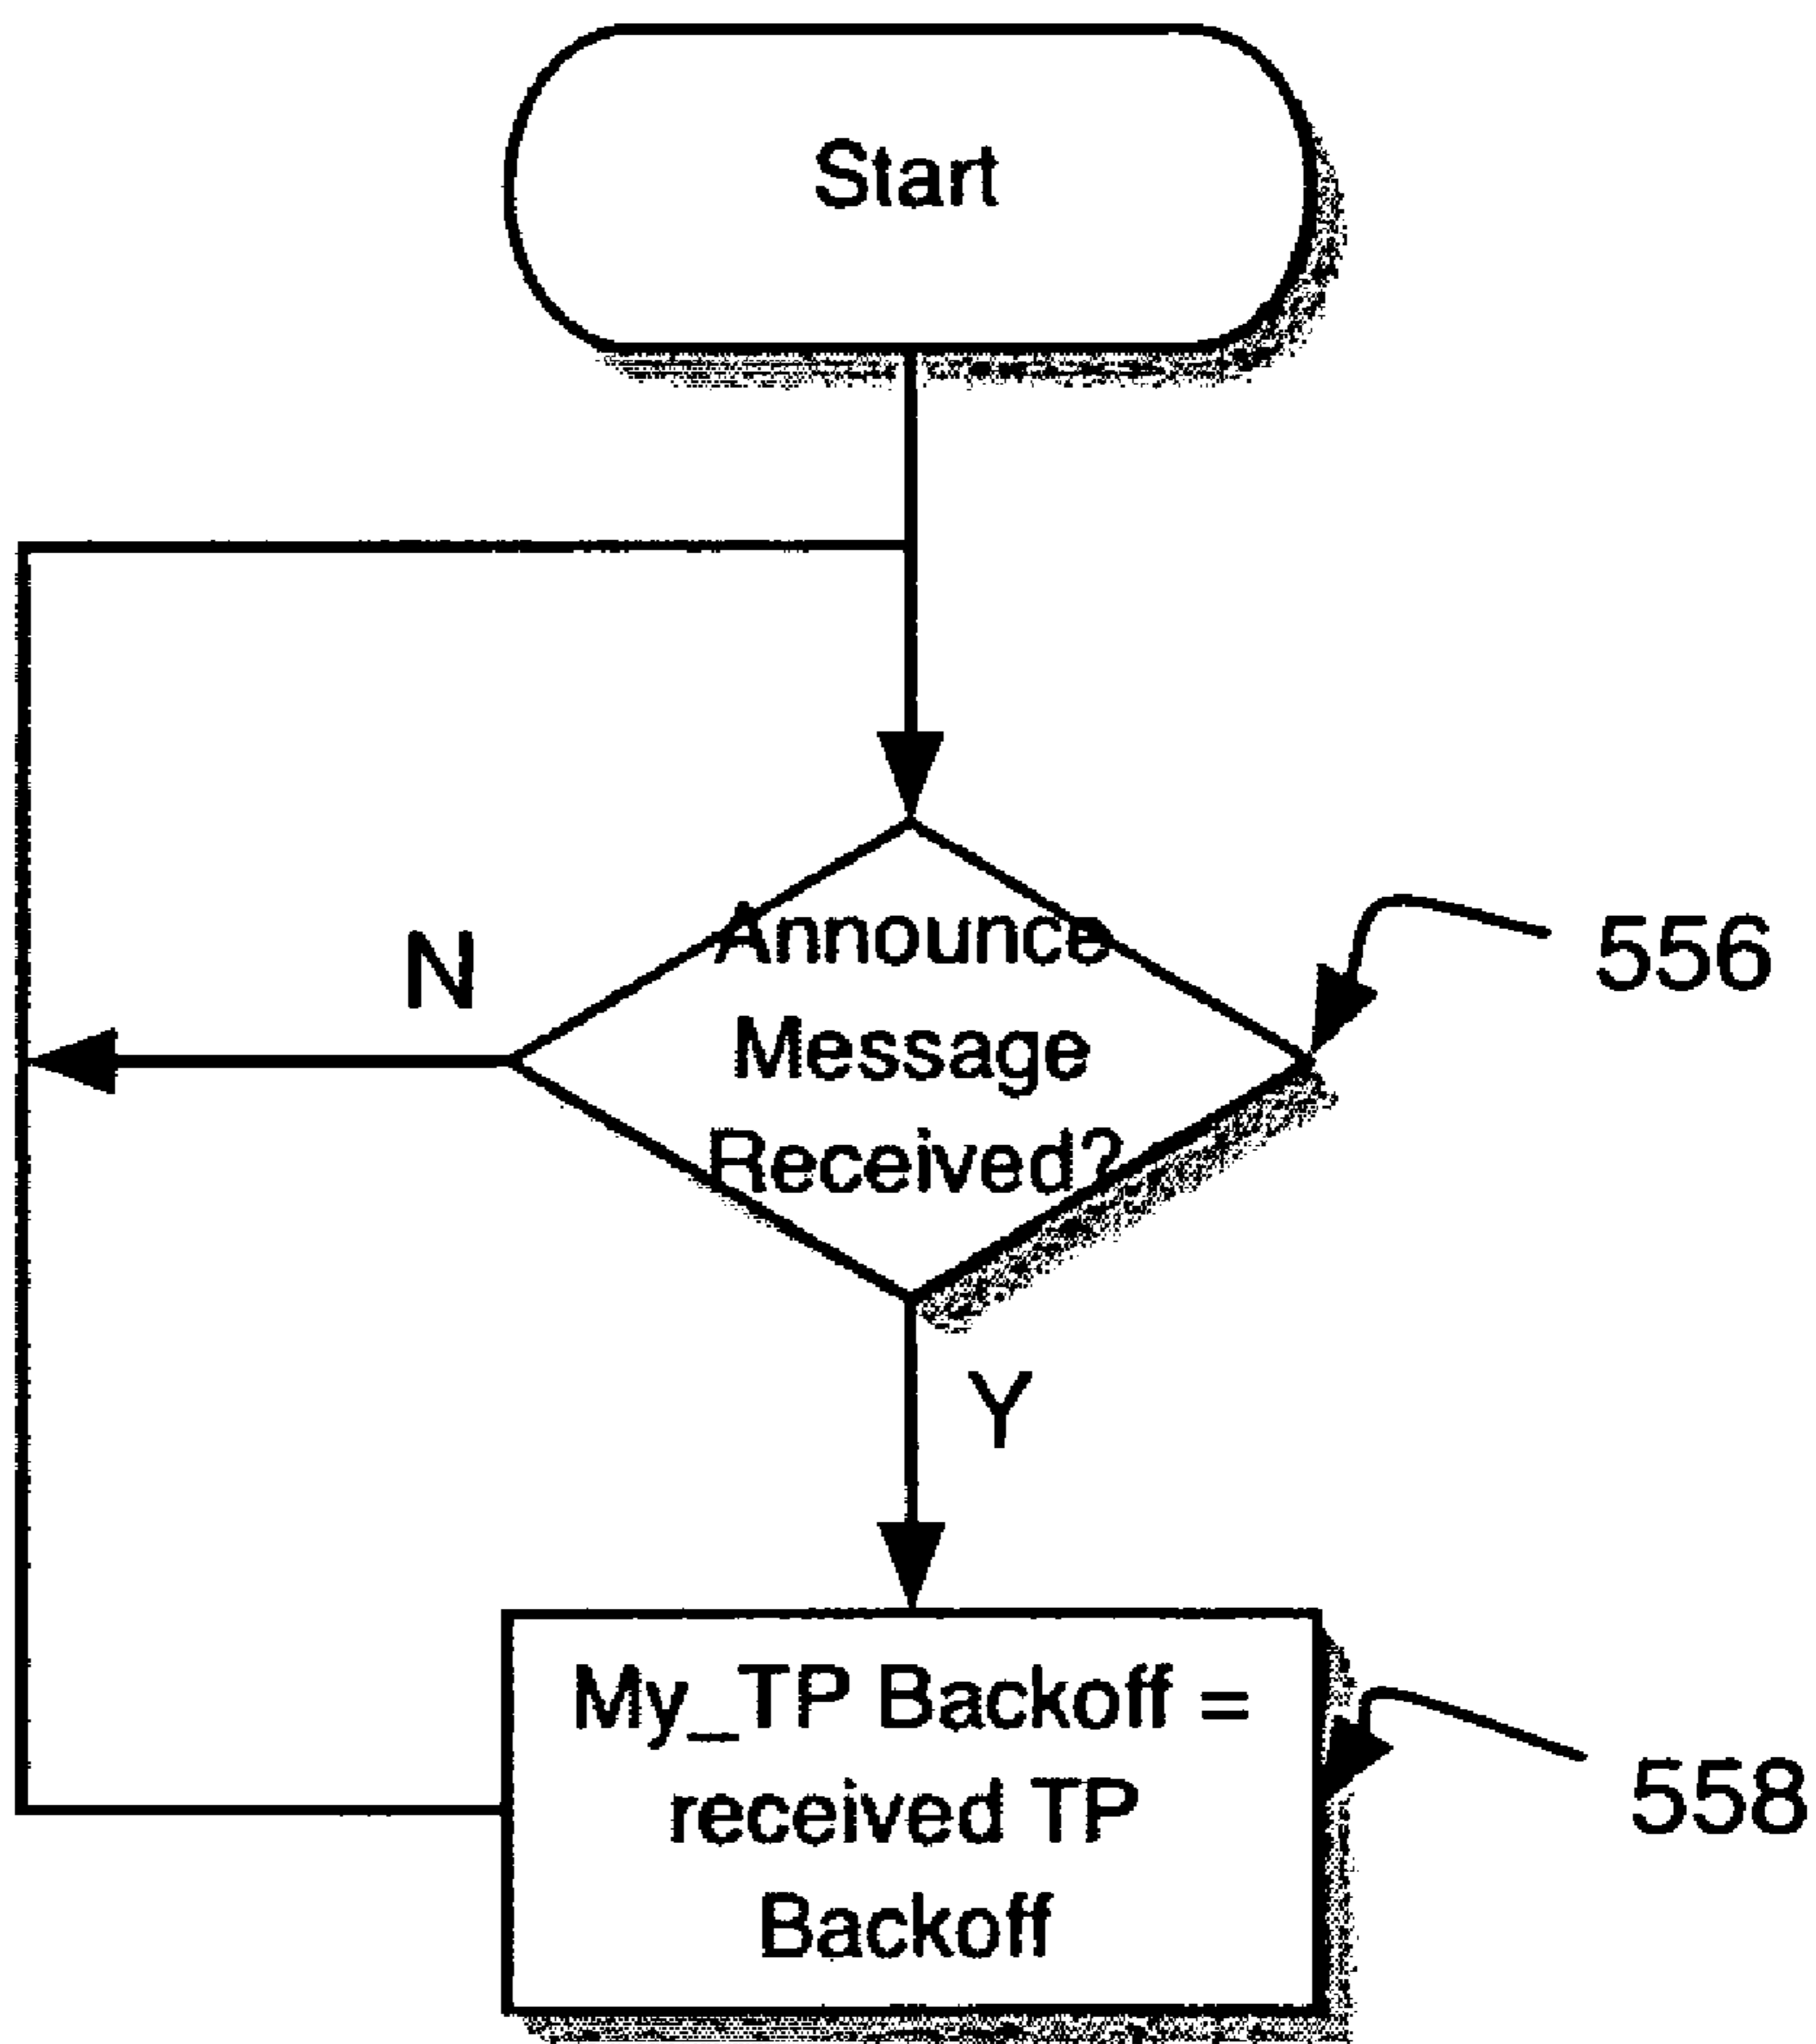 Start
N
Announce
Message
Received?
556
Y
My_TP Backoff =
received TP
Backoff
558